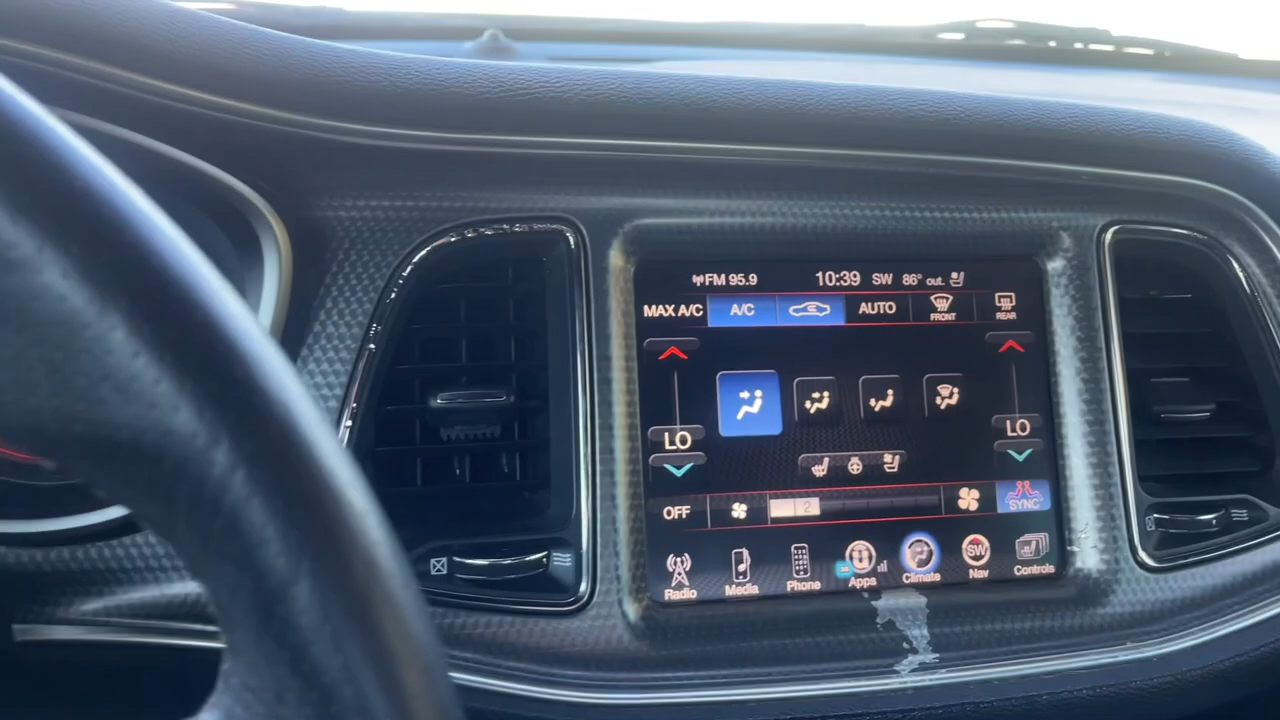 FM 95.9 10:39 SW 86° out.
MAX A/C A/C AUTO FRONT REAR
LO LO
OFF 2 SYNC
Radio Media Phone Apps Climate SW Nav Controls